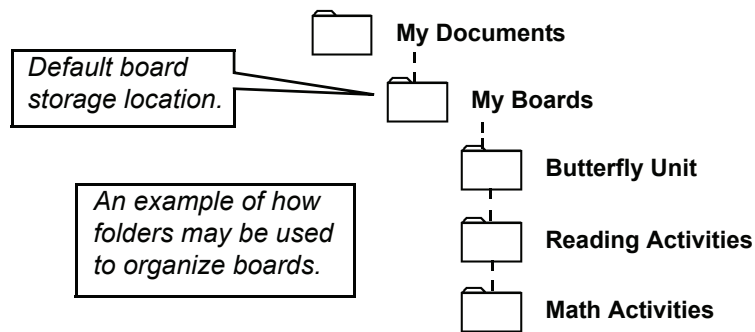 My Documents
Default board
storage location.
My Boards
Butterfly Unit
An example of how
folders may be used
to organize boards.
Reading Activities
Math Activities